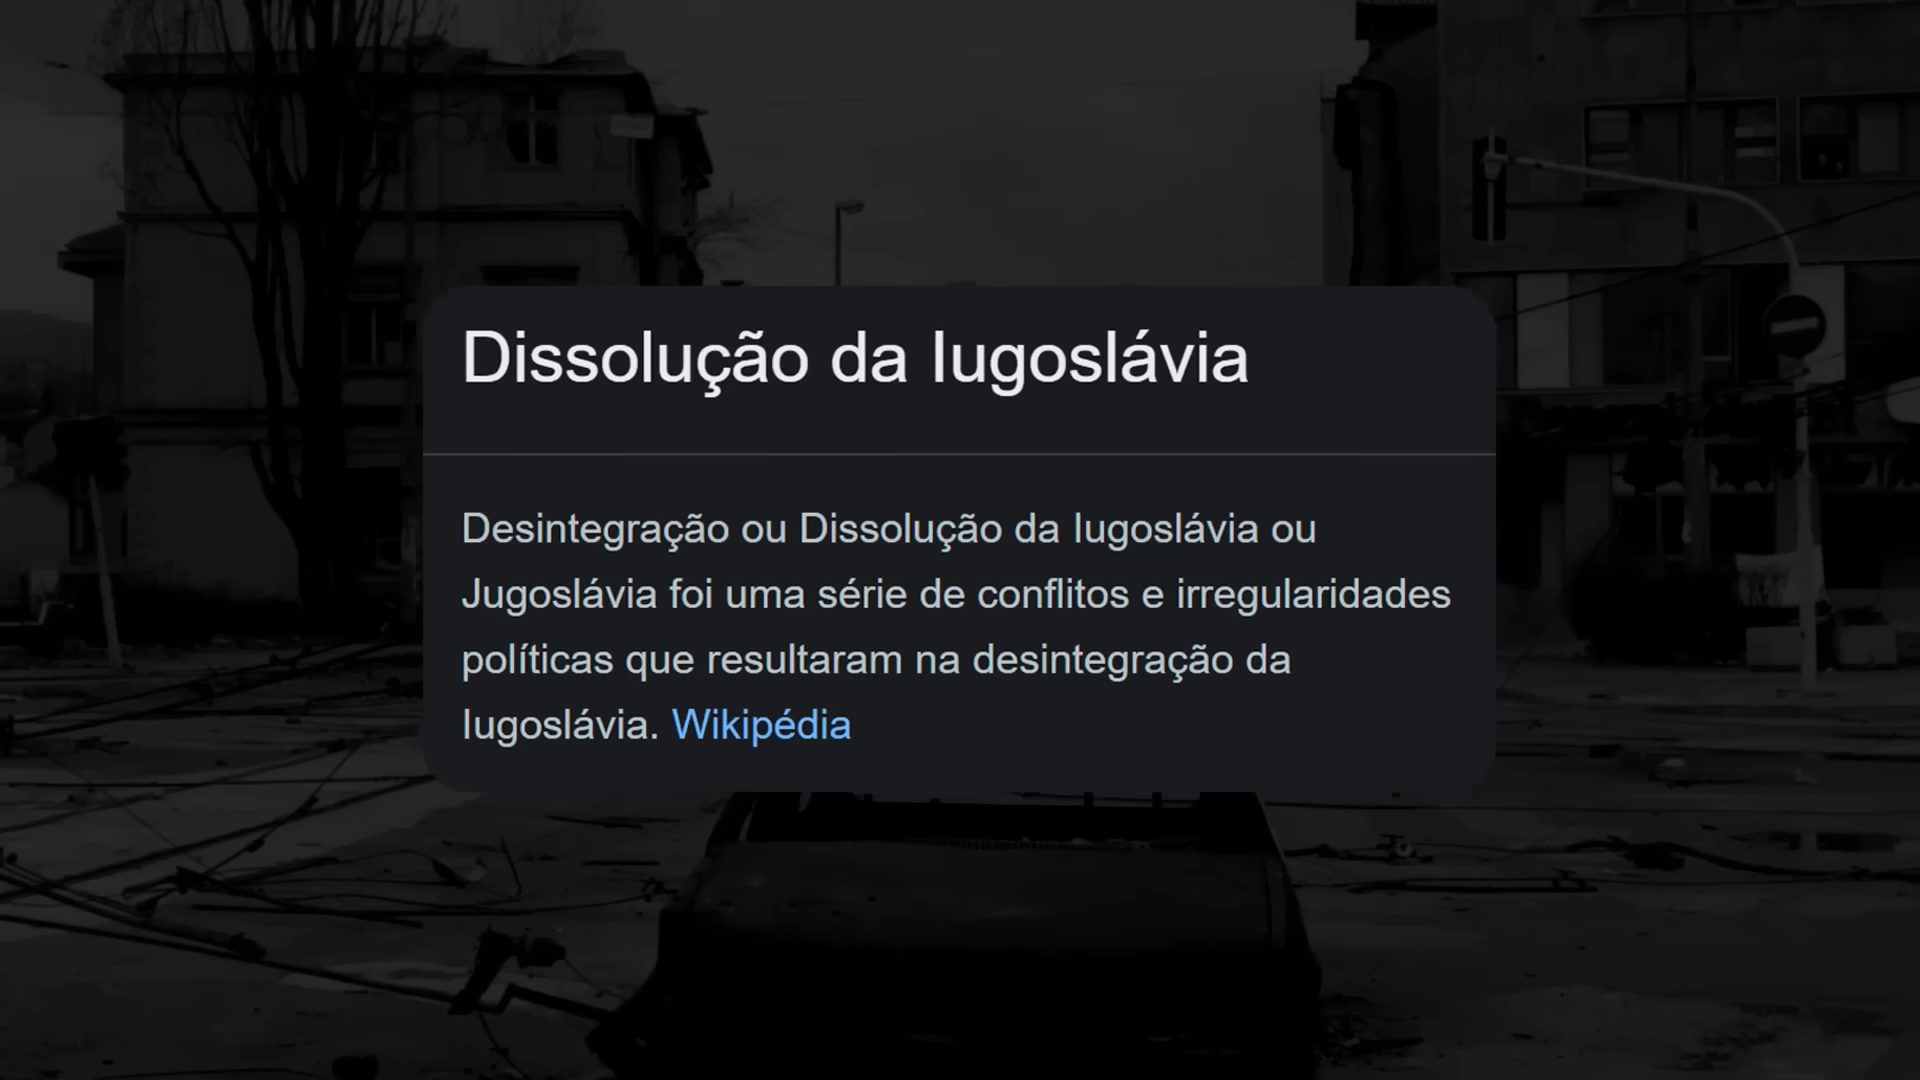 Dissolução da Iugoslávia
Desintegração ou Dissolução da Iugoslávia ou
Jugoslávia foi uma série de conflitos e irregularidades
políticas que resultaram na desintegração da
Iugoslávia. Wikipédia